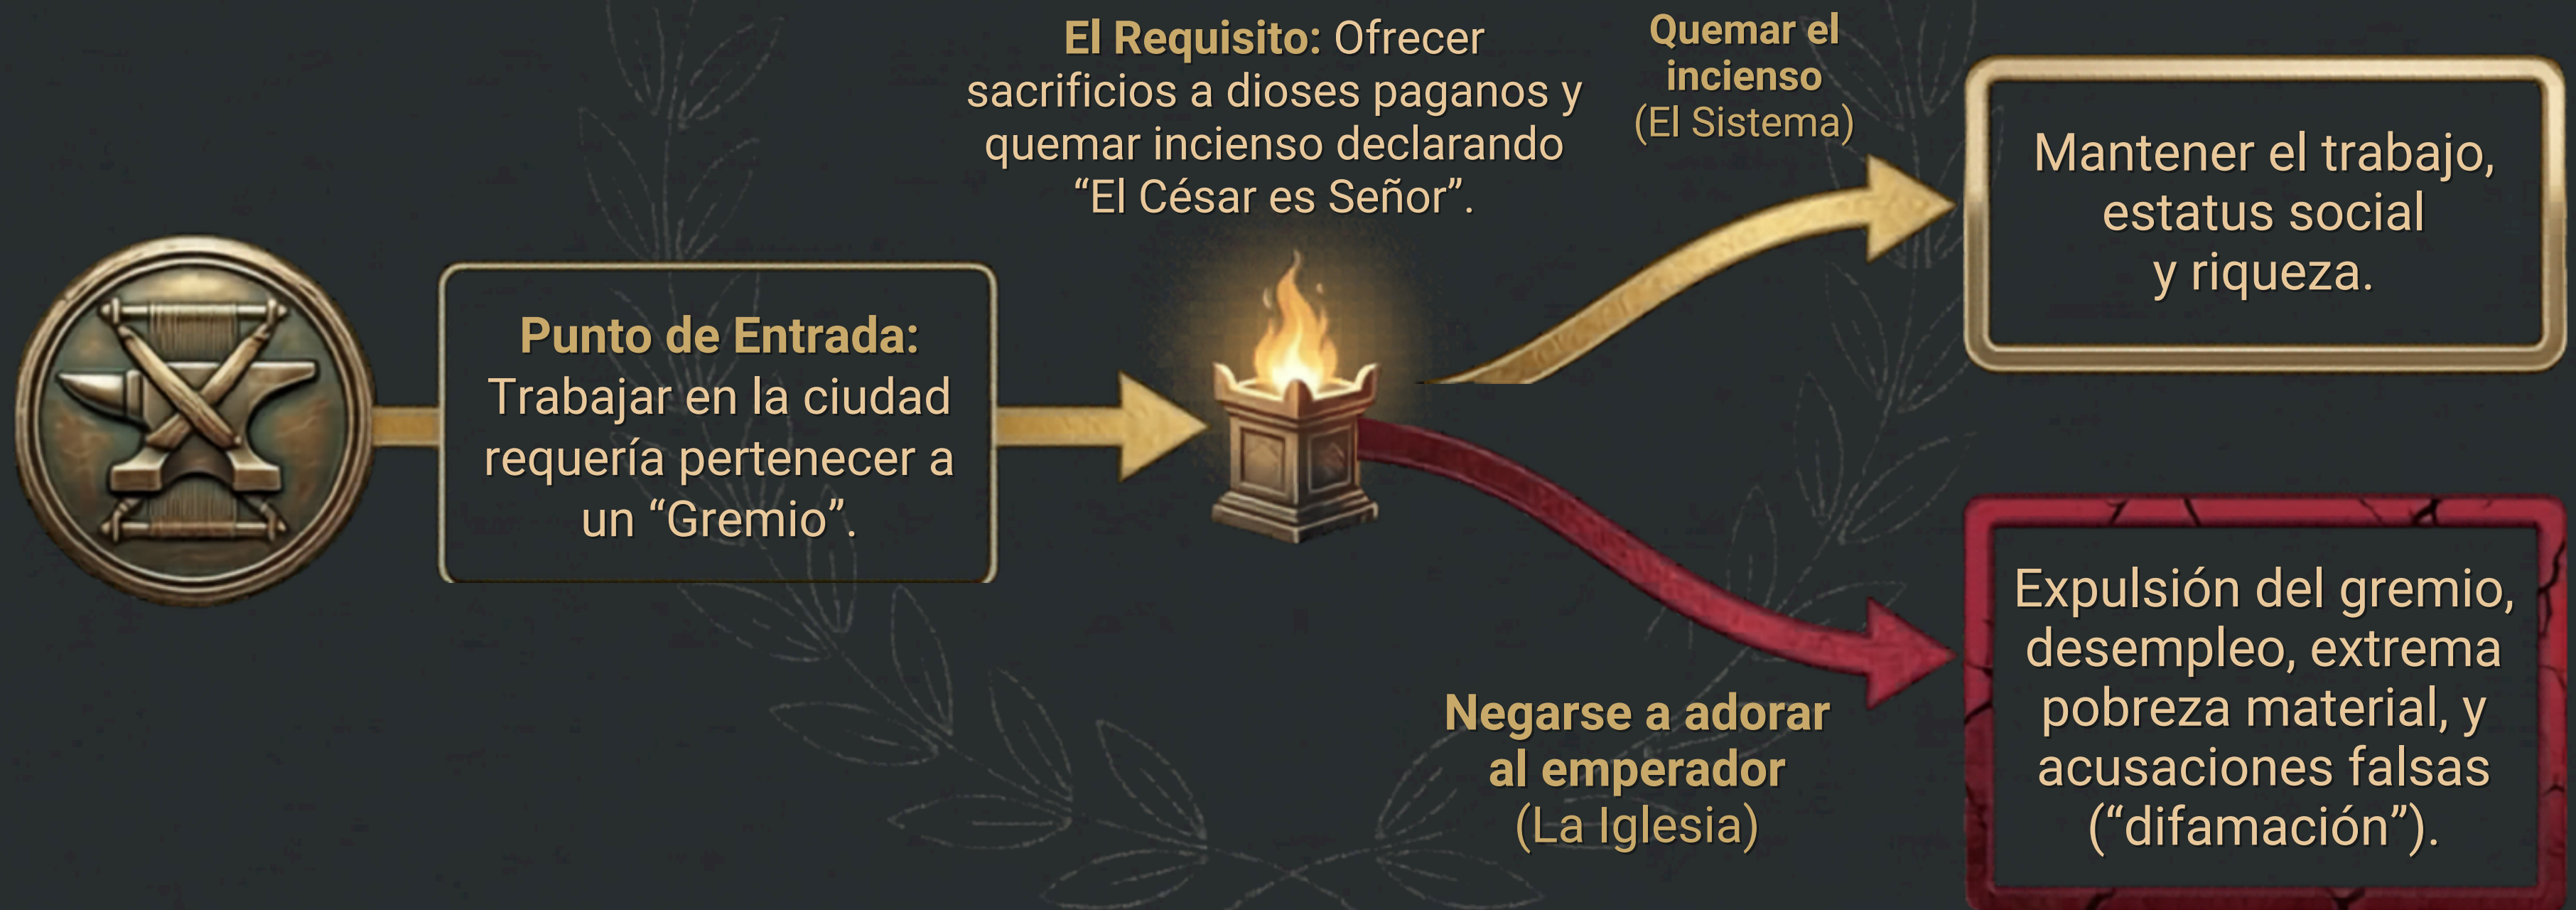 Punto de Entrada:
Trabajar en la ciudad
requería pertenecer a
un “Gremio”.
El Requisito: Ofrecer
sacrificios a dioses paganos y
quemar incienso declarando
“El César es Señor”.
Quemar el
incienso
(El Sistema)
Mantener el trabajo,
estatus social
y riqueza.
Negarse a adorar
al emperador
(La Iglesia)
Expulsión del gremio,
desempleo, extrema
pobreza material, y
acusaciones falsas
(“difamación”).